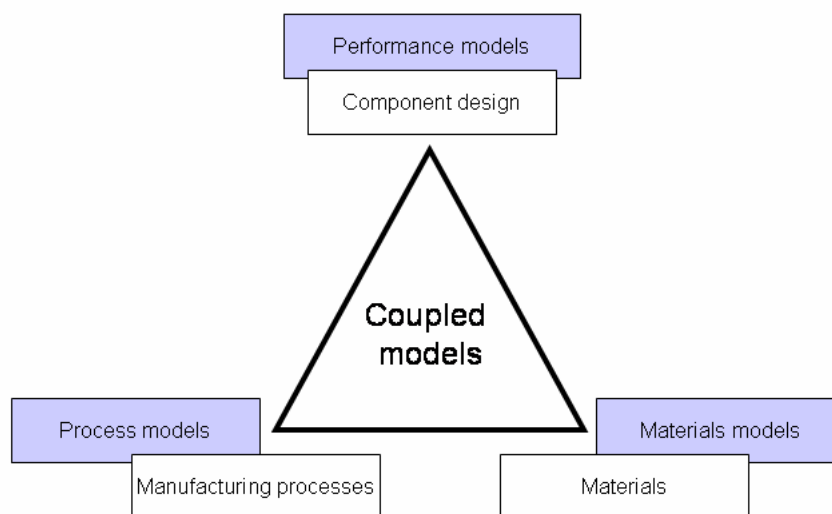 Performance models
Component design
Coupled
models
Process models
Materials models
Manufacturing processes
Materials